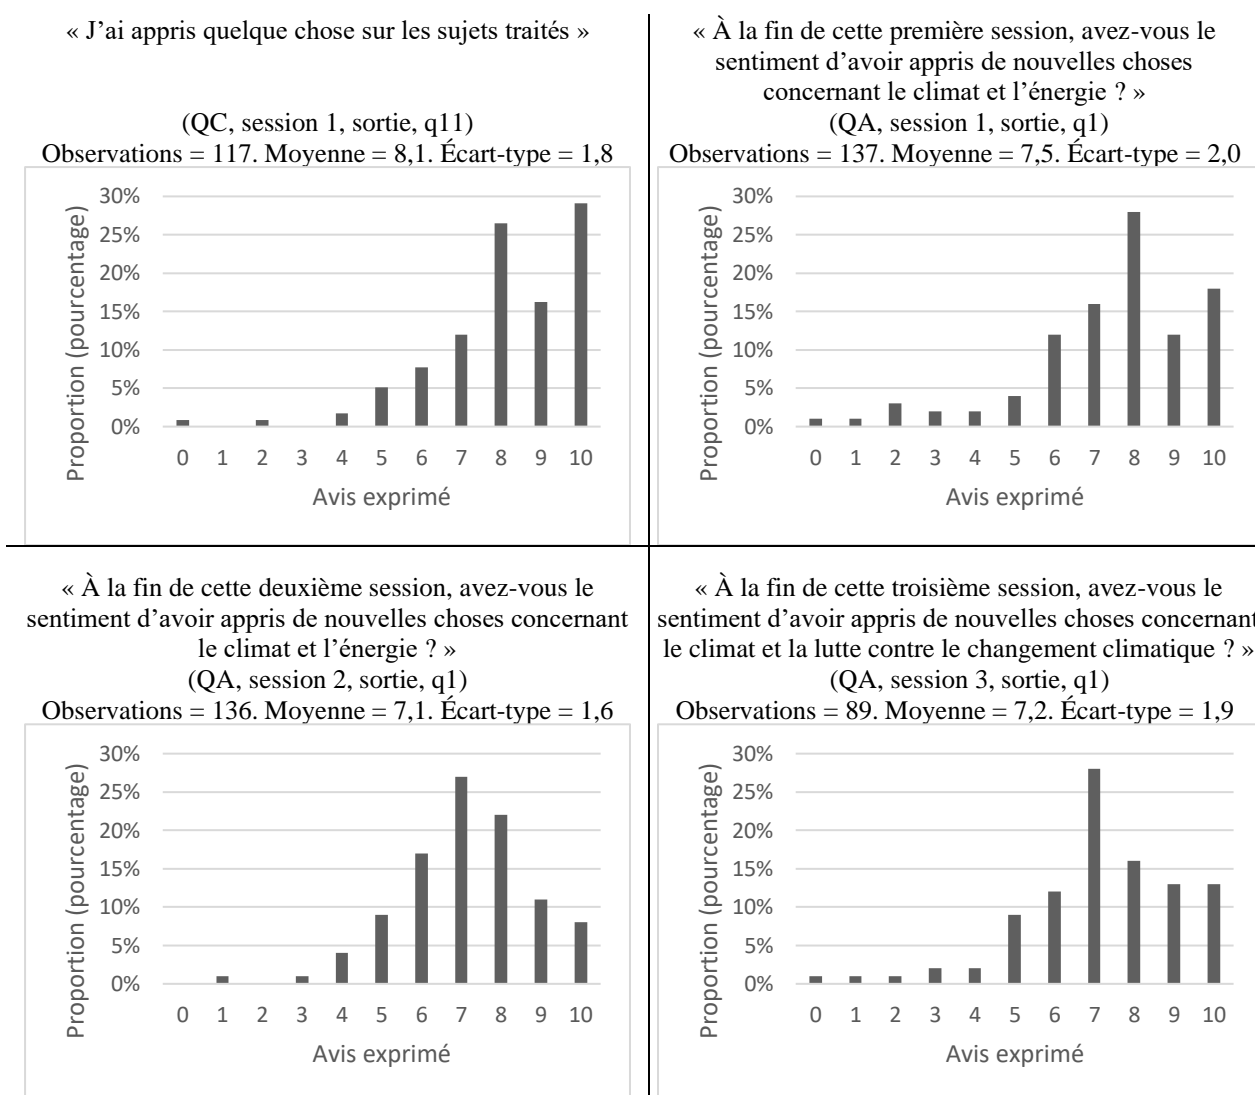 « J’ai appris quelque chose sur les sujets traités »
(QC, session 1, sortie, q11)
Observations = 117. Moyenne = 8,1. Écart-type = 1,8
Proportion (pourcentage)
30%
25%
20%
15%
10%
5%
0%
0 1 2 3 4 5 6 7 8 9 10
Avis exprimé
« À la fin de cette première session, avez-vous le
sentiment d’avoir appris de nouvelles choses
concernant le climat et l’énergie ? »
(QA, session 1, sortie, q1)
Observations = 137. Moyenne = 7,5. Écart-type = 2,0
Proportion (pourcentage)
30%
25%
20%
15%
10%
5%
0%
0 1 2 3 4 5 6 7 8 9 10
Avis exprimé
« À la fin de cette deuxième session, avez-vous le
sentiment d’avoir appris de nouvelles choses concernant
le climat et l’énergie ? »
(QA, session 2, sortie, q1)
Observations = 136. Moyenne = 7,1. Écart-type = 1,6
Proportion (pourcentage)
30%
25%
20%
15%
10%
5%
0%
0 1 2 3 4 5 6 7 8 9 10
Avis exprimé
« À la fin de cette troisième session, avez-vous le
sentiment d’avoir appris de nouvelles choses concernant
le climat et la lutte contre le changement climatique ? »
(QA, session 3, sortie, q1)
Observations = 89. Moyenne = 7,2. Écart-type = 1,9
Proportion (pourcentage)
30%
25%
20%
15%
10%
5%
0%
0 1 2 3 4 5 6 7 8 9 10
Avis exprimé